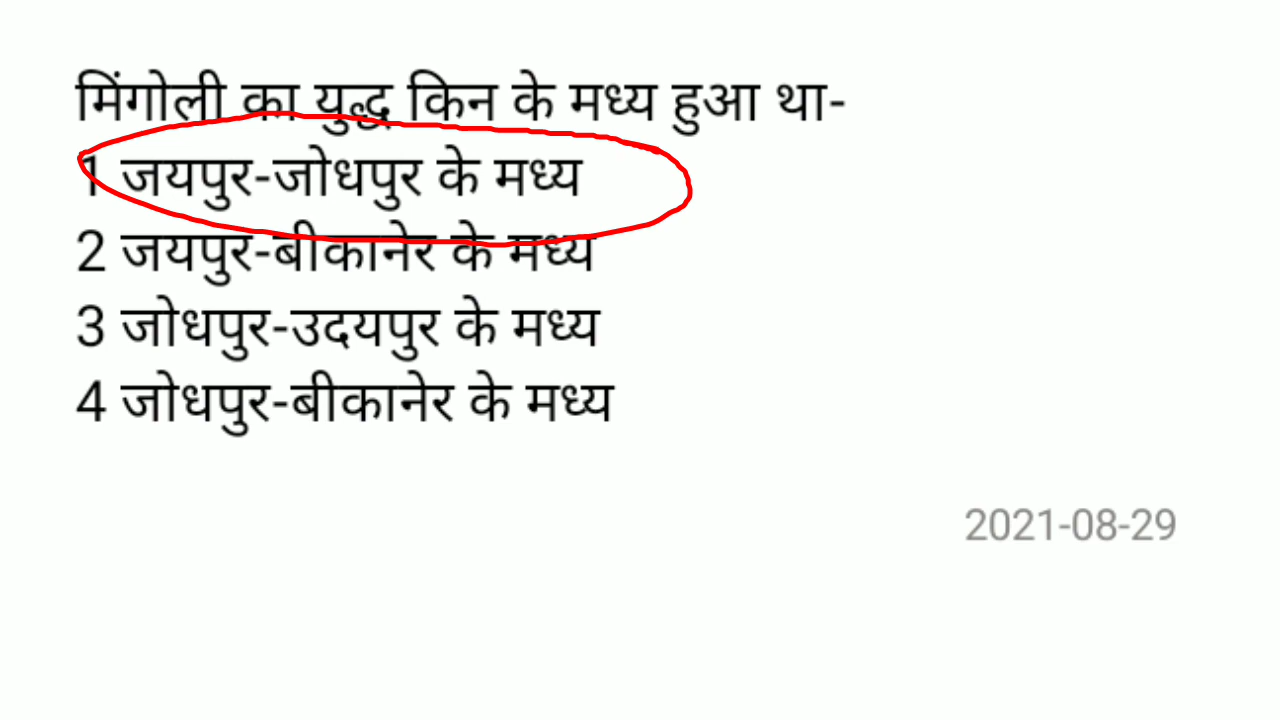 मिंगोली का युद्ध किन के मध्य हुआ था-
1 जयपुर-जोधपुर के मध्य
2 जयपुर-बीकानेर के मध्य
3 जोधपुर-उदयपुर के मध्य
4 जोधपुर-बीकानेर के मध्य
2021-08-29